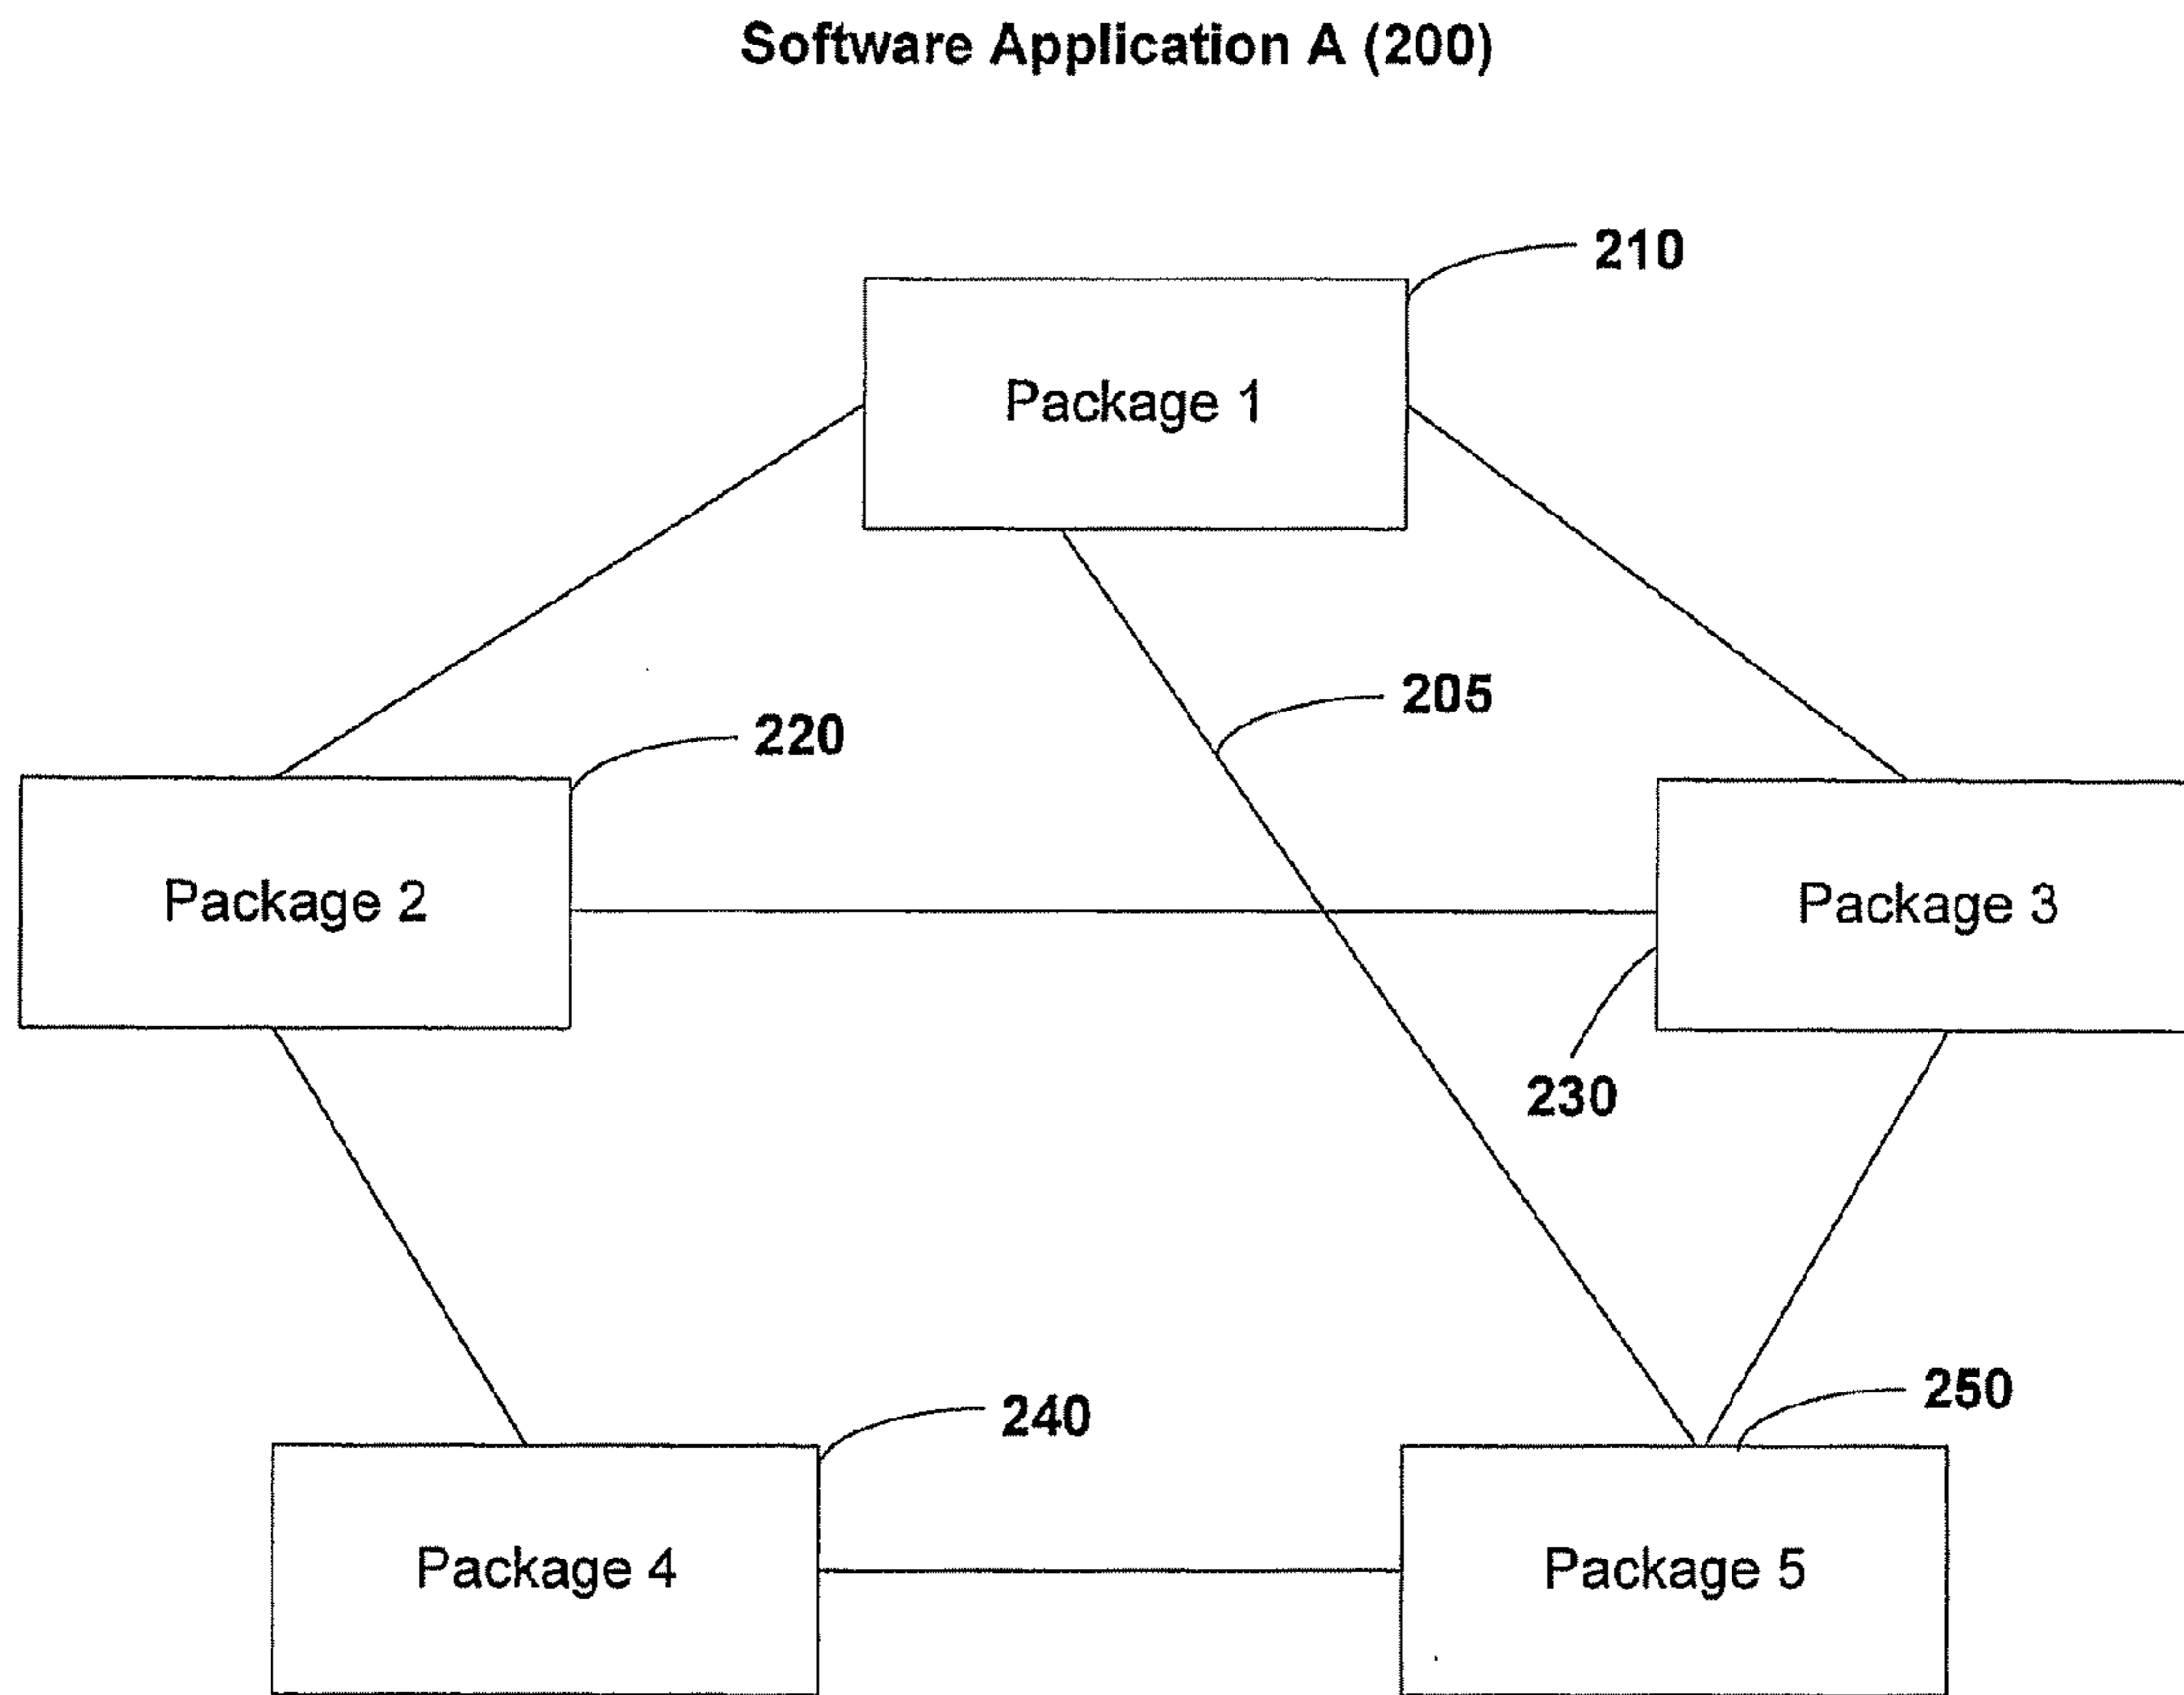 Software Application A (200)
210
Package 1
205
220
Package 2
Package 3
230
240
250
Package 4
Package 5